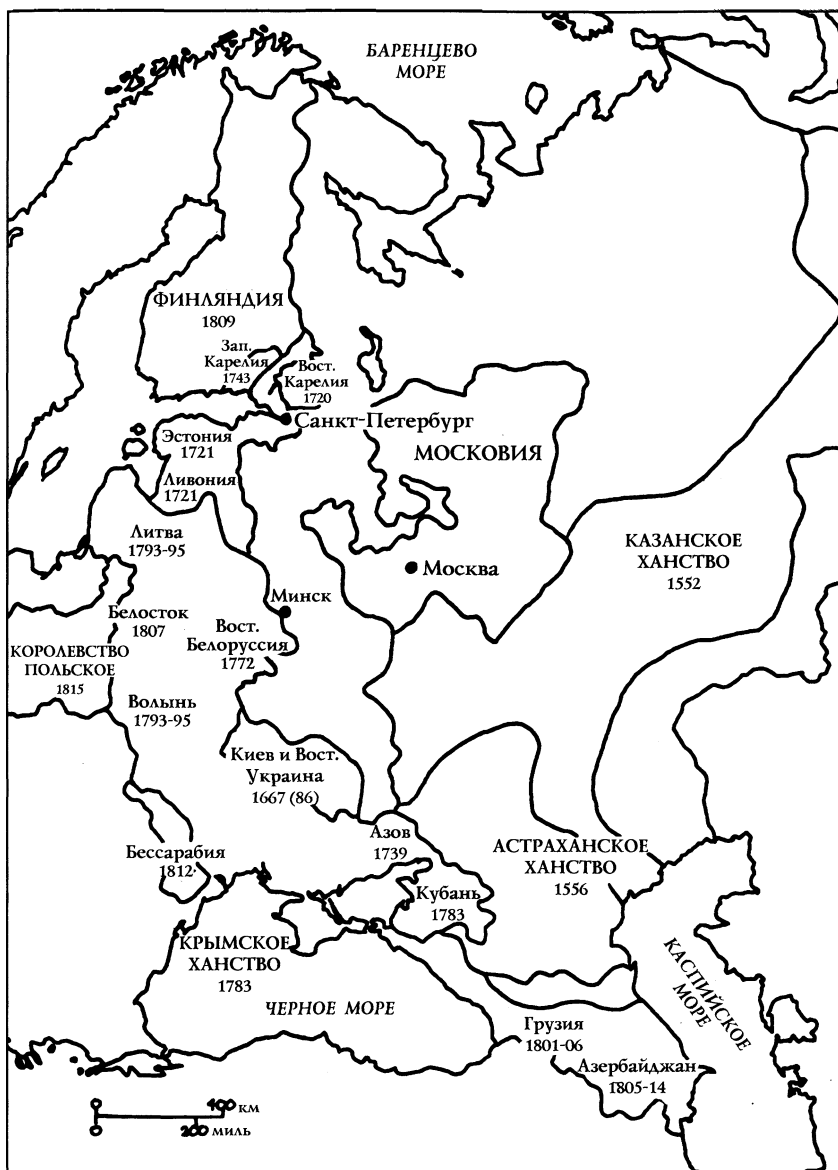 БАРЕНЦЕВО
МОРЕ
ФИНЛЯНДИЯ
1809
Зап.
Карелия
1743
Вост.
Карелия
1720
Санкт-Петербург
Эстония
1721
МОСКОВИЯ
Ливония
1721
Литва
1793-95
КАЗАНСКОЕ
ХАНСТВО
1552
Москва
Минск
Белосток
1807
Вост.
Белоруссия
1772
КОРОЛЕВСТВО
ПОЛЬСКОЕ
1815
Волынь
1793-95
Киев и Вост.
Украина
1667 (86)
Азов
1739
АСТРАХАНСКОЕ
ХАНСТВО
1556
Бессарабия
1812
Кубань
1783
КРЫМСКОЕ
ХАНСТВО
1783
КАСПИЙСКОЕ
МОРЕ
ЧЕРНОЕ МОРЕ
Грузия
1801-06
Азербайджан
1805-14
0 400 км
0 200 миль